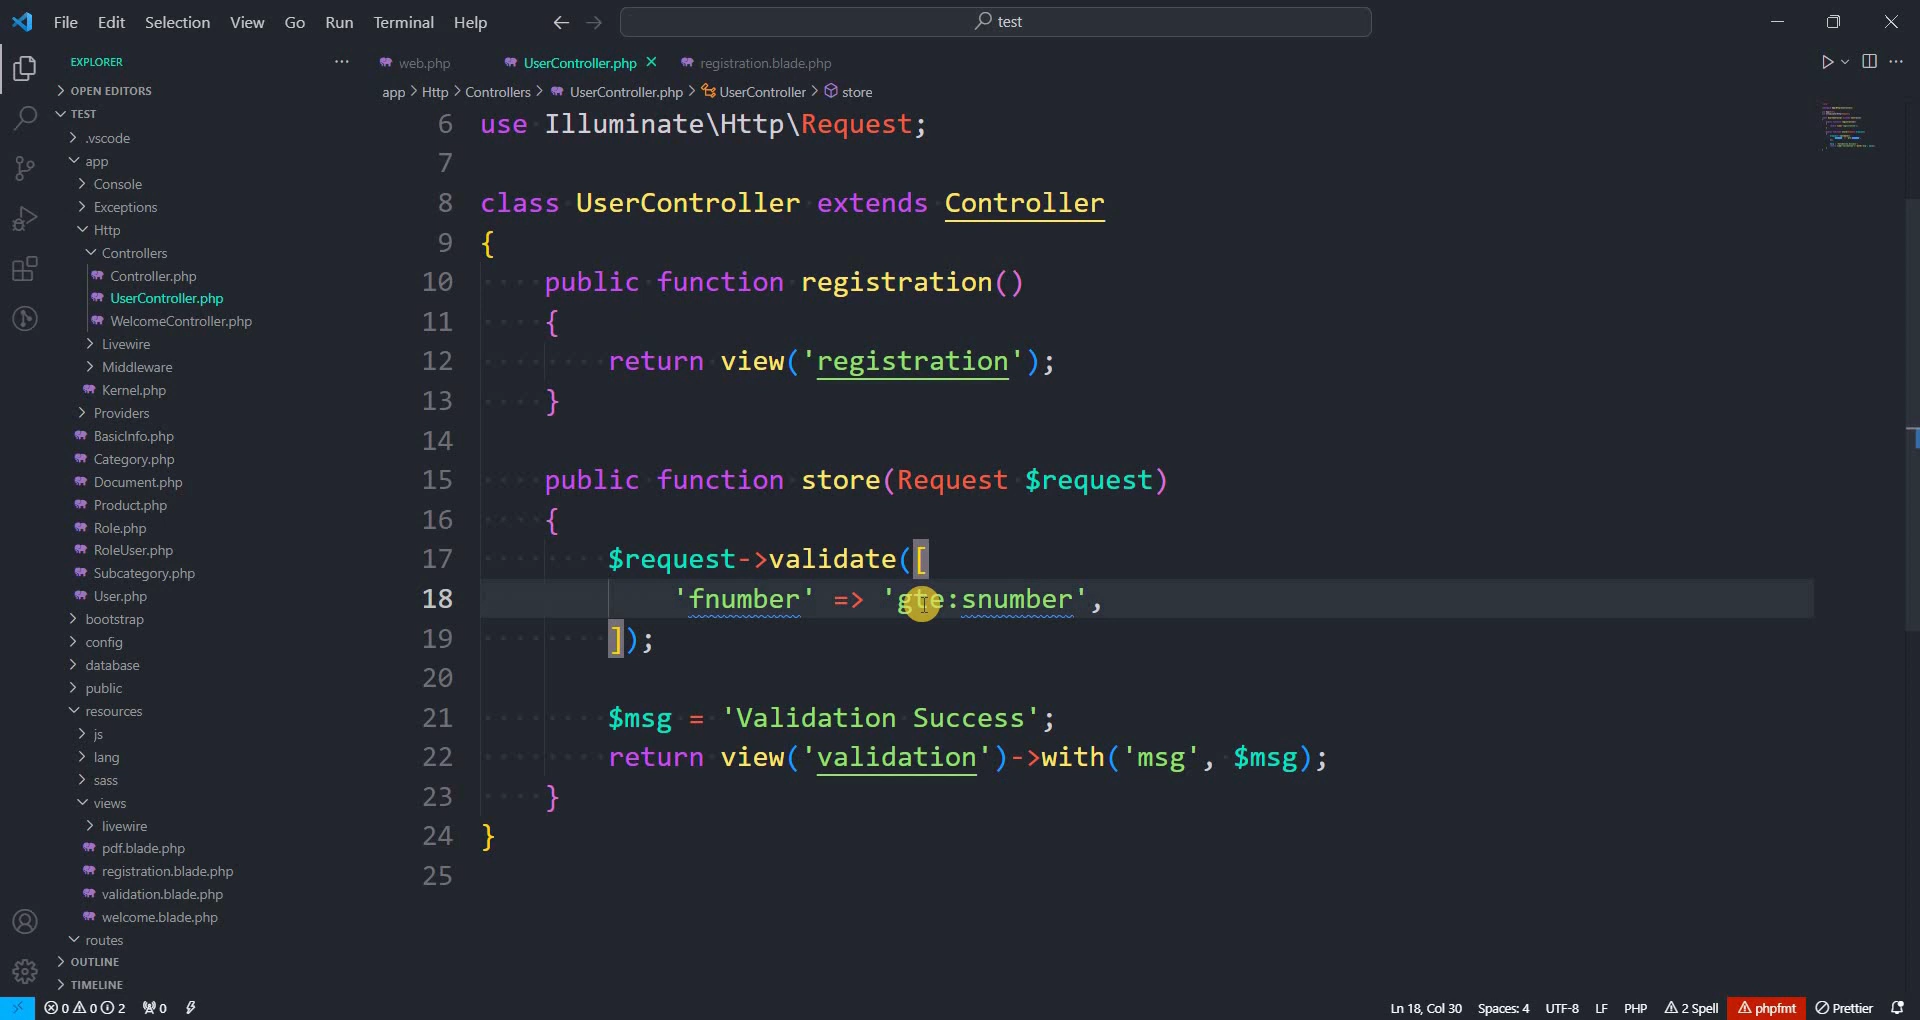 File Edit Selection View Go Run Terminal Help
test
EXPLORER
OPEN EDITORS
TEST
.vscode
app
Console
Exceptions
Http
Controllers
Controller.php
UserController.php
WelcomeController.php
Livewire
Middleware
Kernel.php
Providers
BasicInfo.php
Category.php
Document.php
Product.php
Role.php
RoleUser.php
Subcategory.php
User.php
bootstrap
config
database
public
resources
js
lang
sass
views
livewire
pdf.blade.php
registration.blade.php
validation.blade.php
welcome.blade.php
routes
OUTLINE
TIMELINE
web.php UserController.php registration.blade.php
app > Http > Controllers > UserController.php > UserController > store
6 use Illuminate\Http\Request;
7
8 class UserController extends Controller
9 {
10 public function registration()
11 {
12 return view('registration');
13 }
14
15 public function store(Request $request)
16 {
17 $request->validate([
18 'fnumber' => 'gte:snumber',
19 ]);
20
21 $msg = 'Validation Success';
22 return view('validation')->with('msg', $msg);
23 }
24 }
25
0 0 2 0 Ln 18, Col 30 Spaces: 4 UTF-8 LF PHP 2 Spell phpfmt Prettier